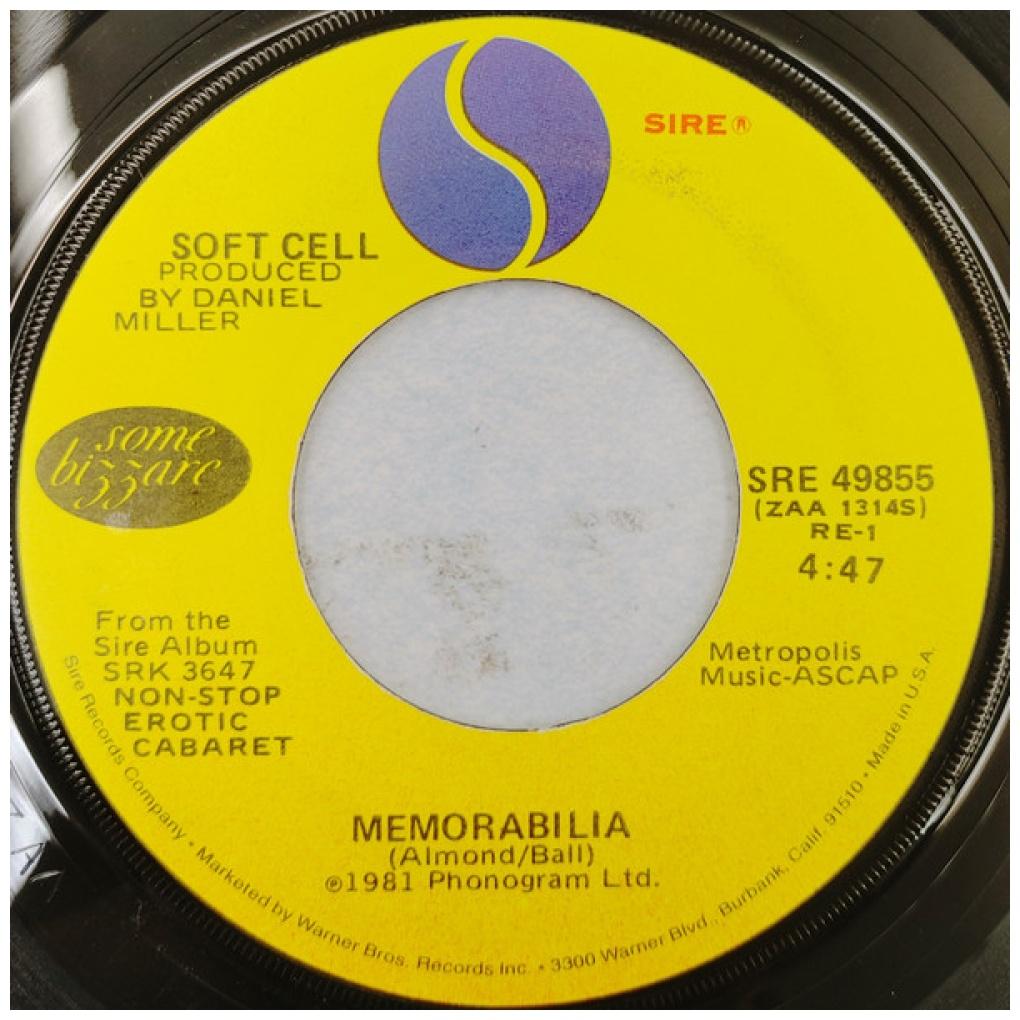 SIRE®
SOFT CELL
PRODUCED
BY DANIEL
MILLER
some
bizzare
SRE 49855
(ZAA 1314S)
RE-1
4:47
From the
Sire Album
SRK 3647
NON-STOP
EROTIC
CABARET
Metropolis
Music-ASCAP
MEMORABILIA
(Almond/Ball)
℗1981 Phonogram Ltd.
Sire Records Company • Marketed by Warner Bros. Records Inc. • 3300 Warner Blvd., Burbank, Calif. 91510 • Made in U.S.A.